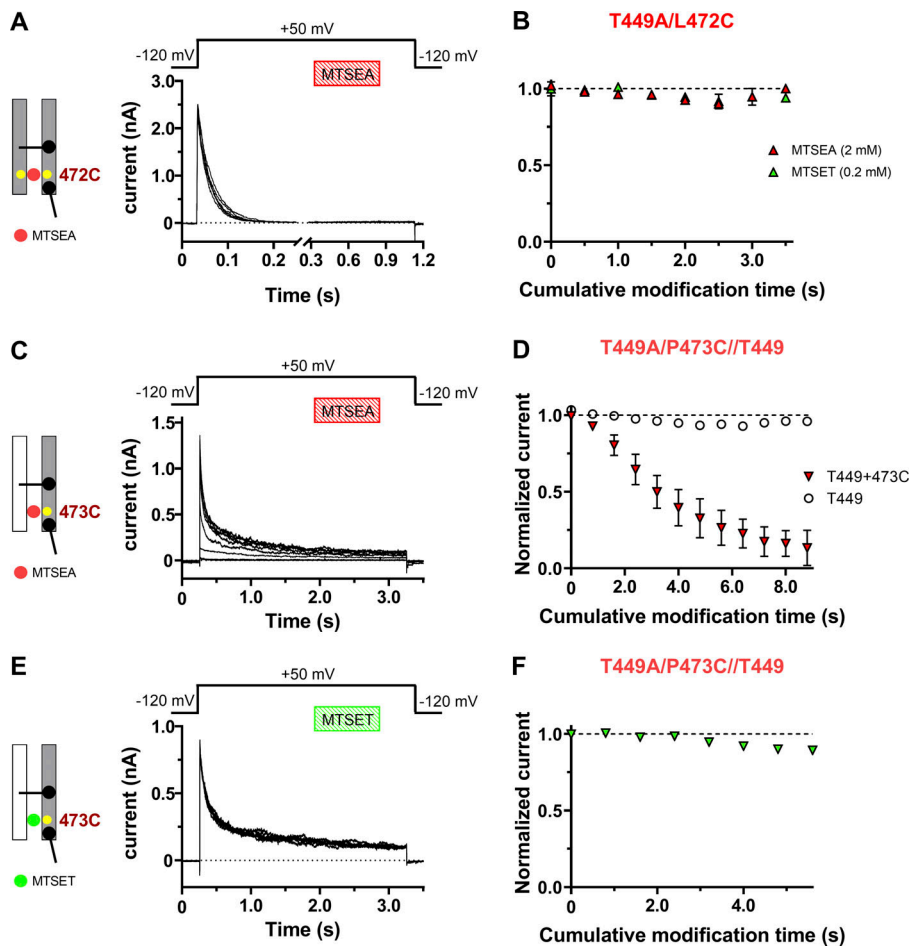 A
+50 mV
-120 mV
-120 mV
MTSEA
current (nA)
3.0
2.0
1.0
0
0
0.1
0.2
0.3
0.6
0.9
1.2
Time (s)
472C
MTSEA
B
T449A/L472C
1.0
0.5
0.0
MTSEA (2 mM)
MTSET (0.2 mM)
0
1.0
2.0
3.0
Cumulative modification time (s)
C
+50 mV
-120 mV
-120 mV
MTSEA
current (nA)
1.5
1.0
0.5
0
0
1.0
2.0
3.0
Time (s)
473C
MTSEA
D
T449A/P473C//T449
Normalized current
1.0
0.5
0.0
T449+473C
T449
0
2.0
4.0
6.0
8.0
Cumulative modification time (s)
E
+50 mV
-120 mV
-120 mV
MTSET
current (nA)
1.0
0.5
0
0
1.0
2.0
3.0
Time (s)
473C
MTSET
F
T449A/P473C//T449
Normalized current
1.0
0.5
0.0
0
2.0
4.0
Cumulative modification time (s)